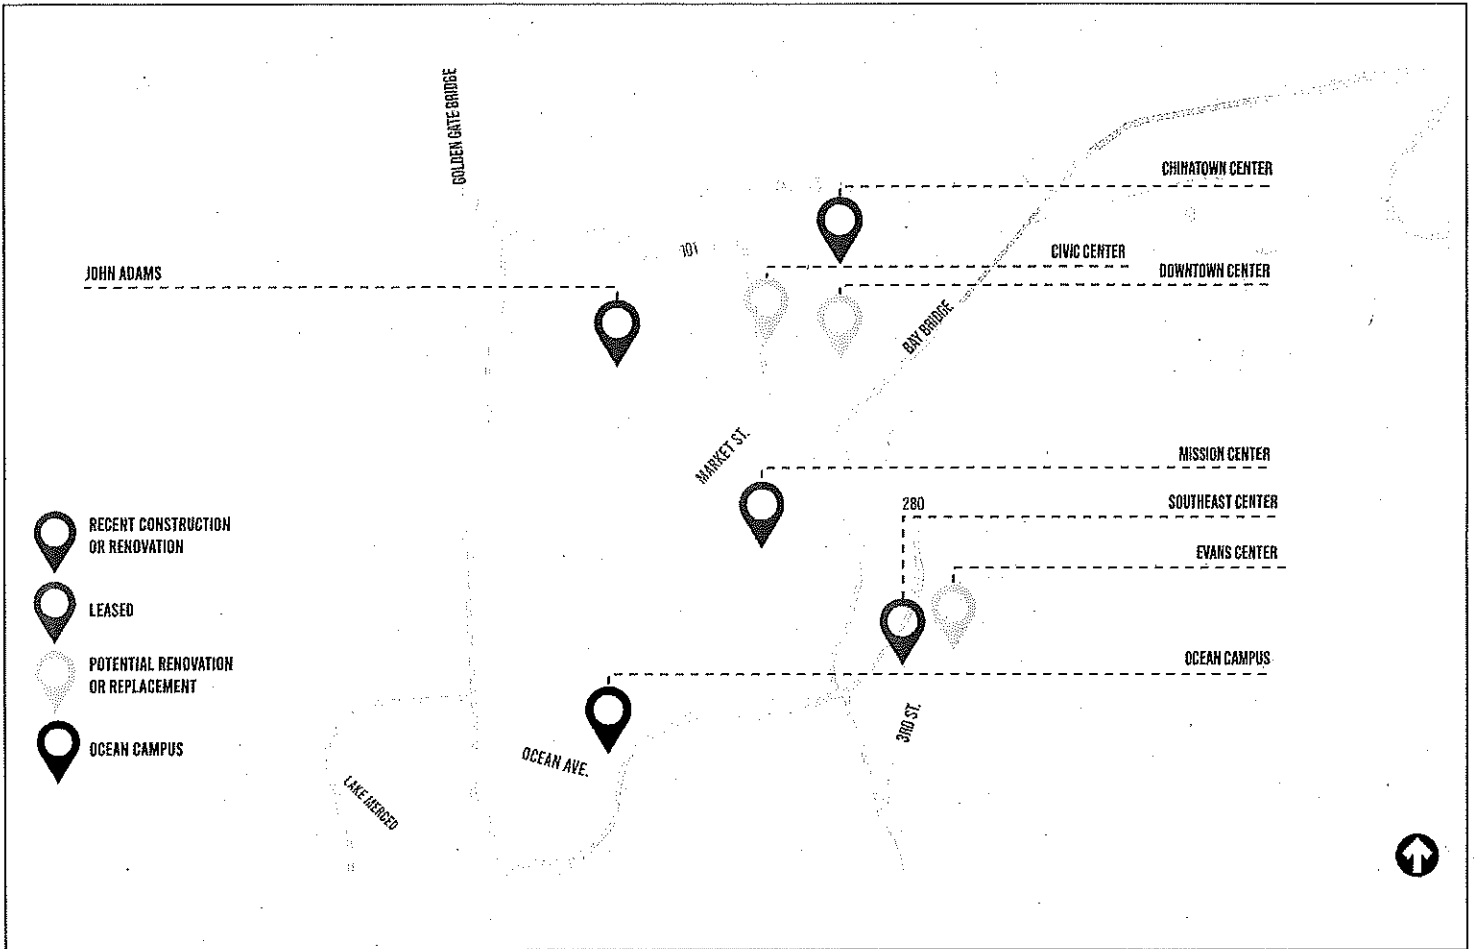 GOLDEN GATE BRIDGE
CHINATOWN CENTER
101
CIVIC CENTER
DOWNTOWN CENTER
JOHN ADAMS
BAY BRIDGE
MARKET ST.
MISSION CENTER
280
SOUTHEAST CENTER
EVANS CENTER
RECENT CONSTRUCTION
OR RENOVATION
LEASED
POTENTIAL RENOVATION
OR REPLACEMENT
OCEAN CAMPUS
OCEAN CAMPUS
3RD ST.
OCEAN AVE.
LAKE MERCED